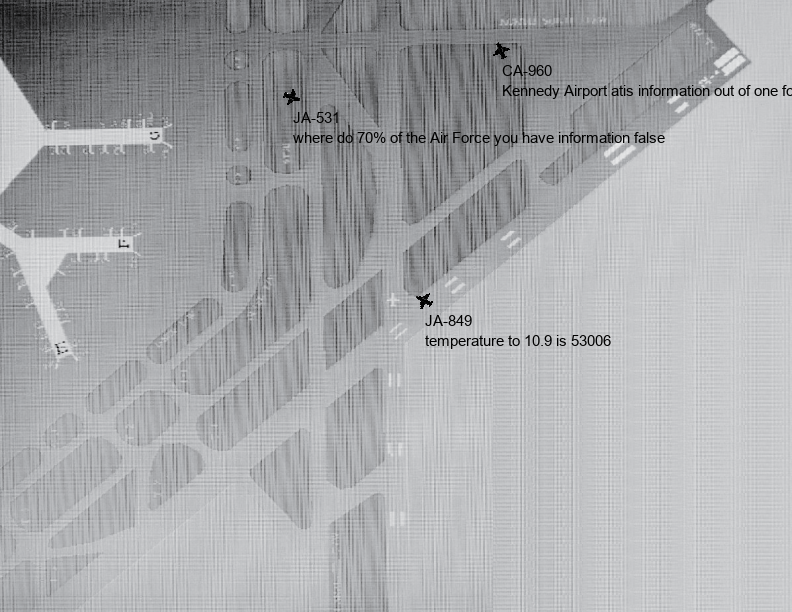 CA-960
Kennedy Airport atis information out of one fo
JA-531
where do 70% of the Air Force you have information false
JA-849
temperature to 10.9 is 53006